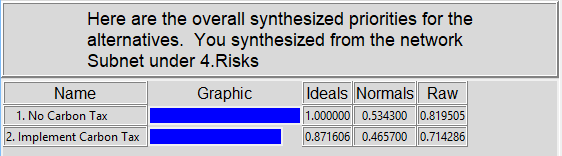 Here are the overall synthesized priorities for the
alternatives. You synthesized from the network
Subnet under 4.Risks
Name Graphic Ideals Normals Raw
1. No Carbon Tax 1.000000 0.534300 0.819505
2. Implement Carbon Tax 0.871606 0.465700 0.714286